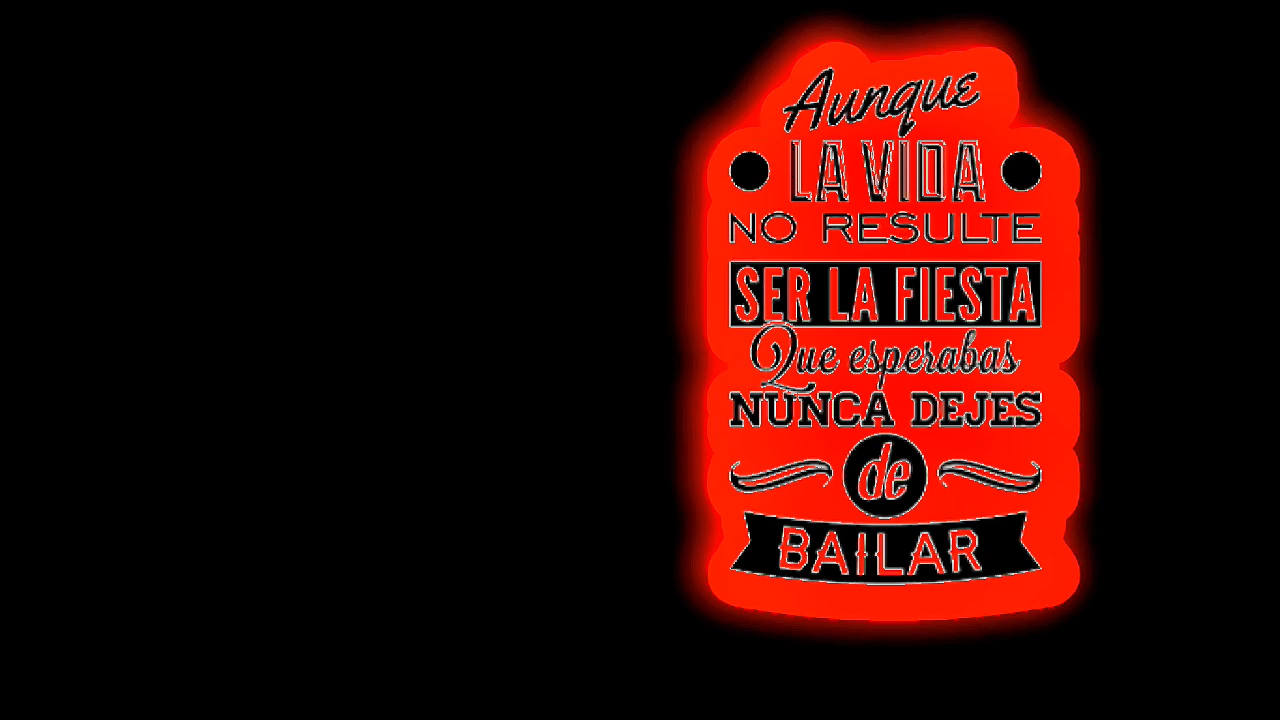 Aunque
LA VIDA
NO RESULTE
SER LA FIESTA
Que esperabas
NUNCA DEJES
de
BAILAR